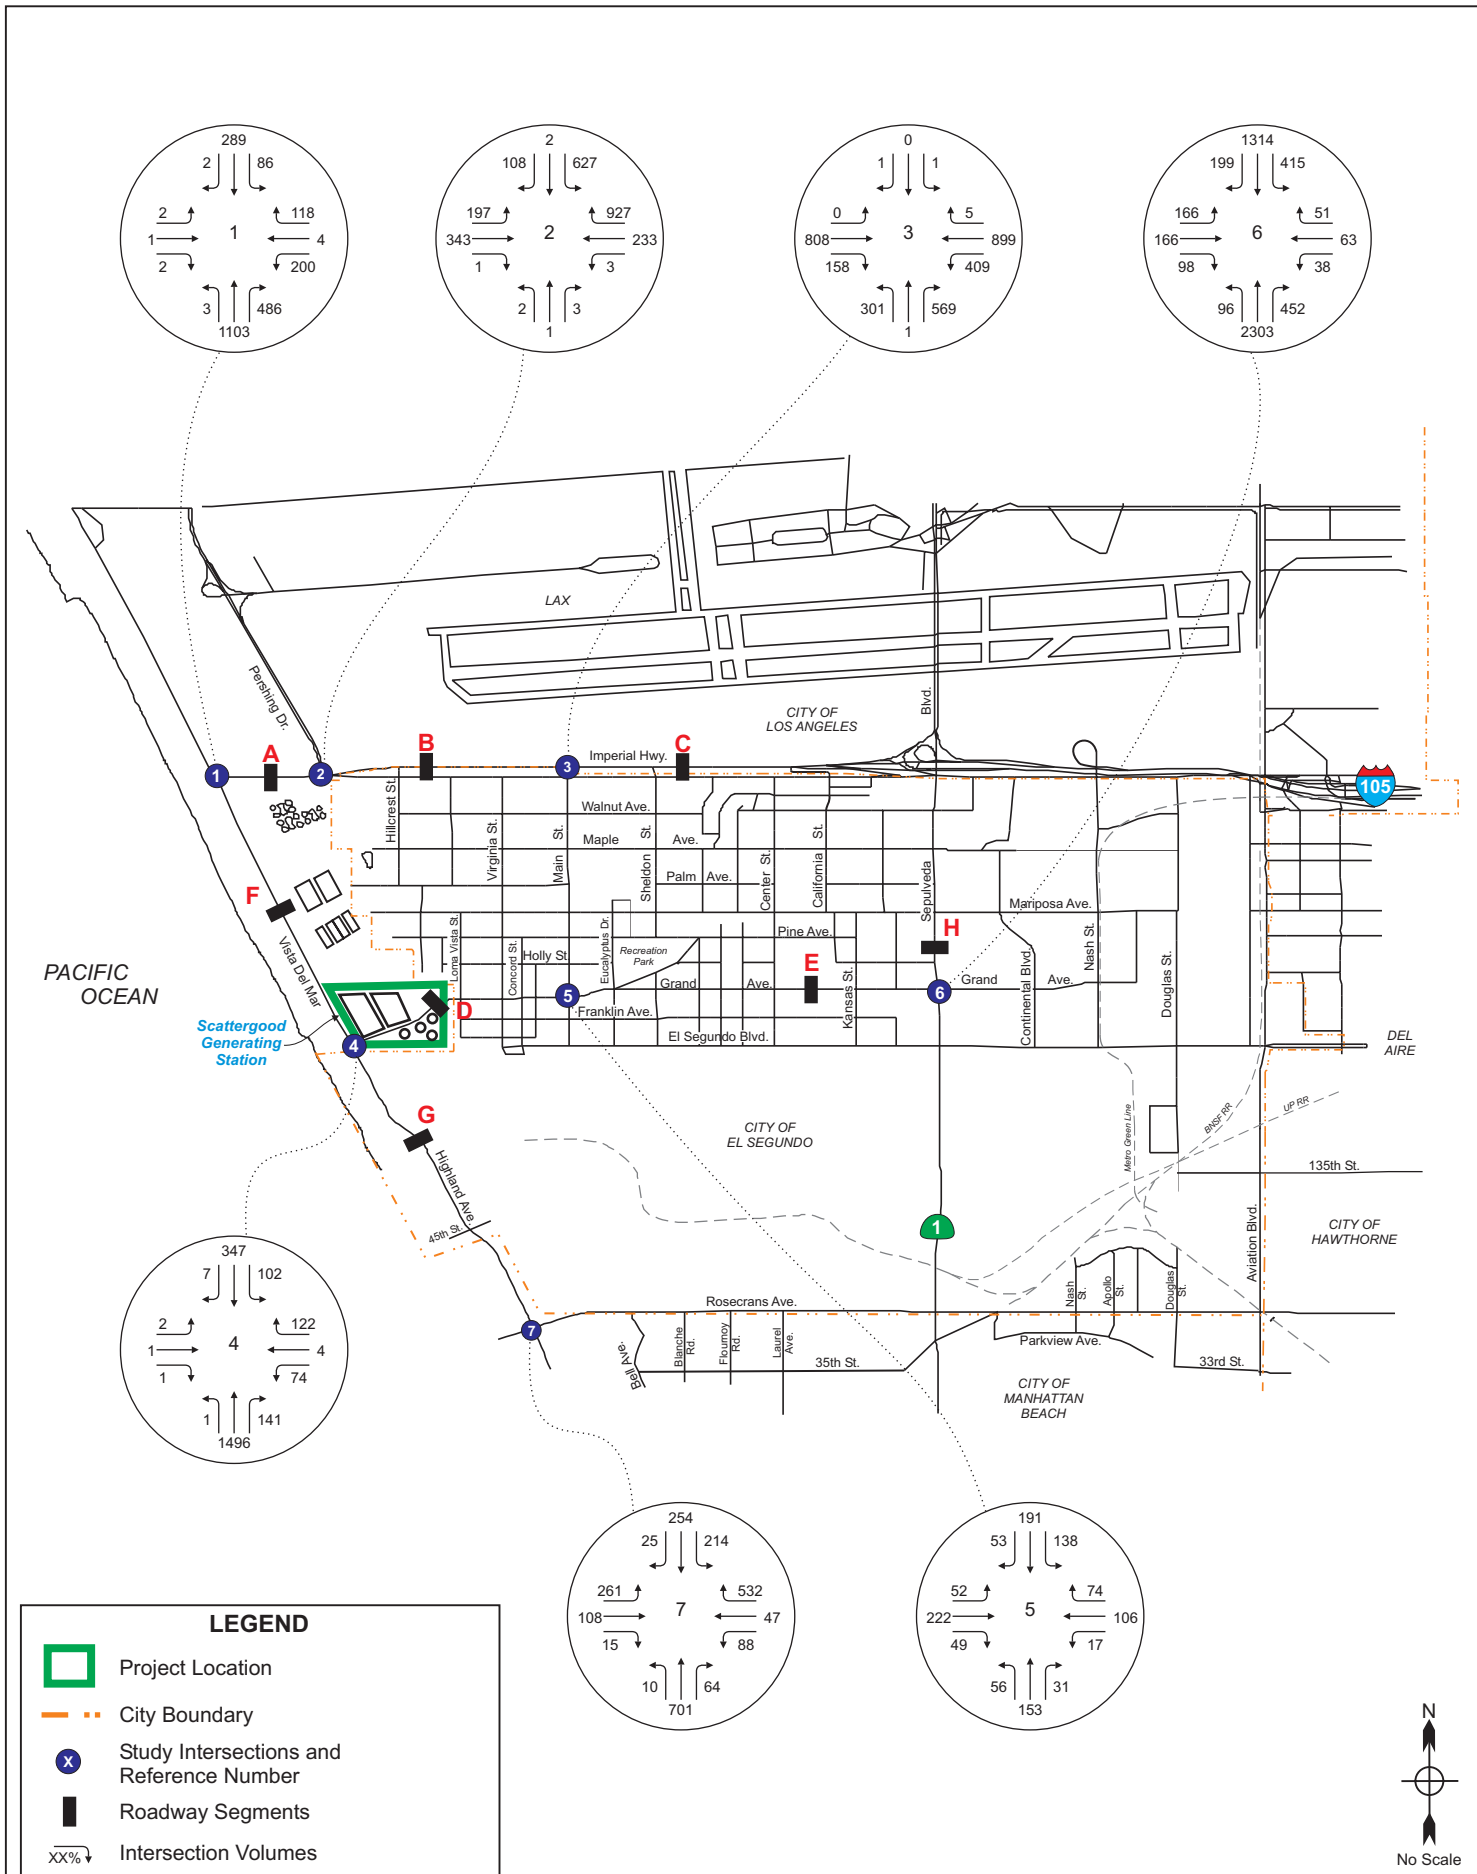 289
2 86
2 118
1 1 4
2 200
3 486
1103
2
108 627
197 927
343 2 233
1 3
2 3
1
0
1 1
0 5
808 3 899
158 409
301 569
1
1314
199 415
166 51
166 6 63
98 38
96 452
2303
LAX
Pershing Dr.
CITY OF
LOS ANGELES
Blvd.
A
B
C
1
2
3
Imperial Hwy.
105
Hillcrest St.
Walnut Ave.
Virginia St.
Main St.
Maple Ave.
Sheldon St.
Palm Ave.
Center St.
California St.
Sepulveda
Mariposa Ave.
F
Vista Del Mar
Loma Vista St.
Concord St.
Holly St.
Eucalyptus Dr.
Recreation
Park
Pine Ave.
H
Nash St.
Douglas St.
Continental Blvd.
PACIFIC
OCEAN
D
5
Grand Ave.
E
Kansas St.
6
Grand Ave.
Franklin Ave.
El Segundo Blvd.
Scattergood
Generating
Station
4
DEL
AIRE
G
Highland Ave.
CITY OF
EL SEGUNDO
Metro Green Line
BNSF RR
UP RR
135th St.
45th St.
1
Aviation Blvd.
CITY OF
HAWTHORNE
Rosecrans Ave.
7
Bell Ave.
Blanche
Rd.
Flournoy
Rd.
Laurel
Ave.
35th St.
Nash
St.
Apollo
St.
Douglas
St.
Parkview Ave.
33rd St.
CITY OF
MANHATTAN
BEACH
347
7 102
2 122
1 4 4
1 74
1 141
1496
254
25 214
261 532
108 7 47
15 88
10 64
701
191
53 138
52 74
222 5 106
49 17
56 31
153
LEGEND
Project Location
City Boundary
X Study Intersections and
Reference Number
Roadway Segments
XX% Intersection Volumes
N
No Scale